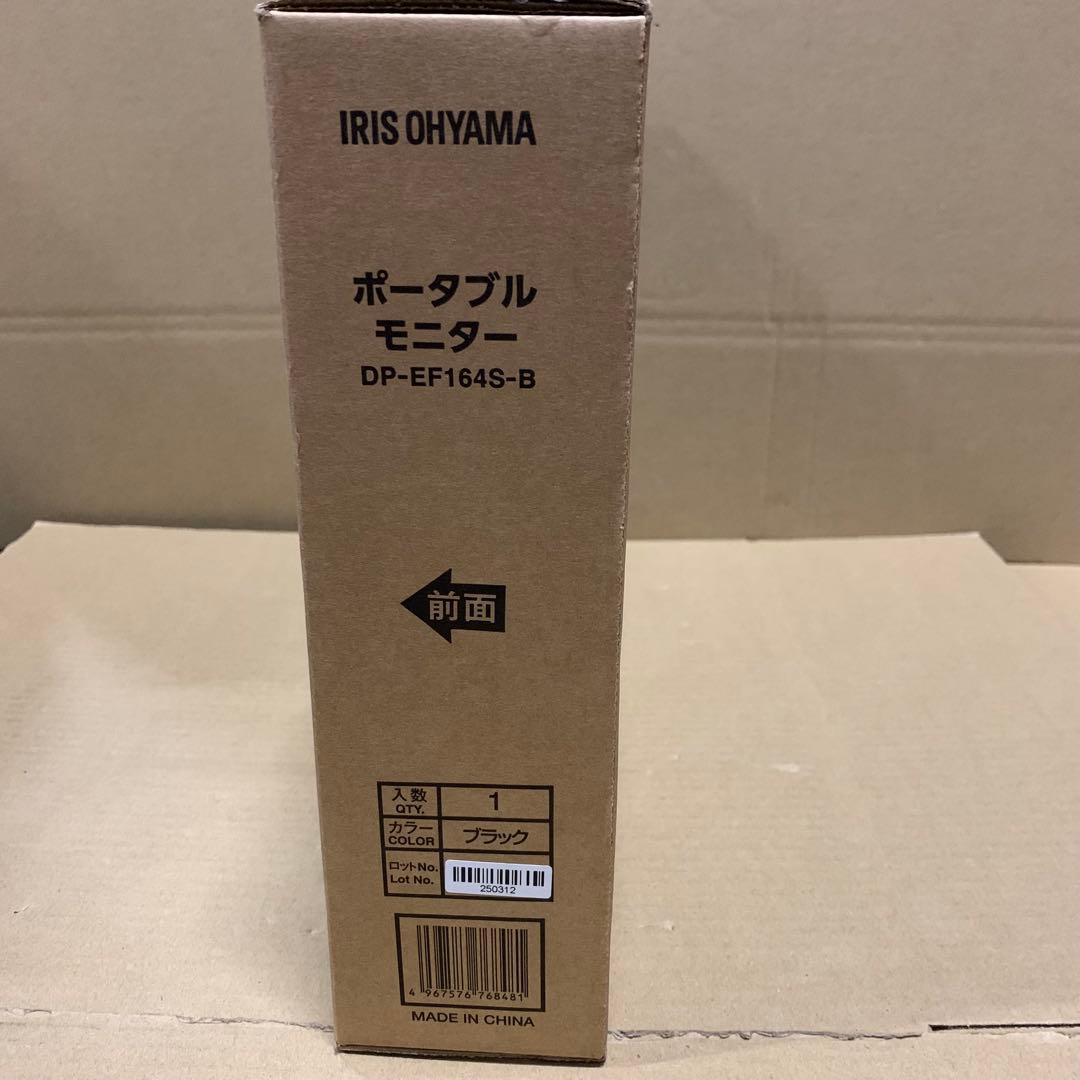 IRIS OHYAMA
ポータブル
モニター
DP-EF164S-B
前面
入数 1
QTY.
カラー ブラック
COLOR
ロットNo.
Lot No.
250312
4 967576 768481
MADE IN CHINA